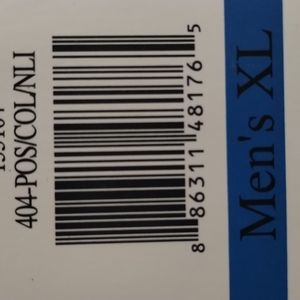 404-POS/COL/NLI
8 86311 48176 5
Men's XL